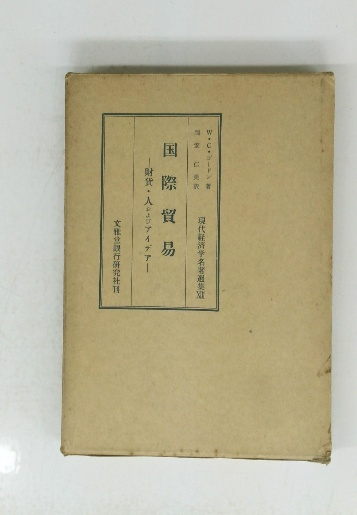 W・C・ゴードン 著
現代経済学名著選集XII
国際貿易
―財貨・人およびアイデア―
文雅堂銀行研究社刊